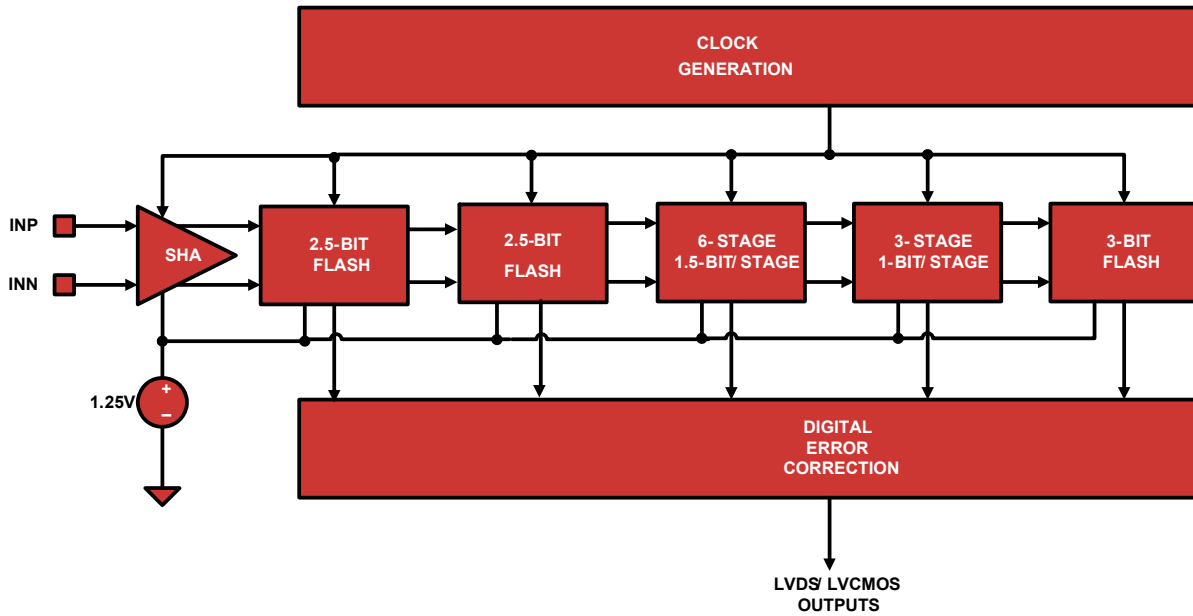 CLOCK
GENERATION
INP
INN
SHA
2.5-BIT
FLASH
2.5-BIT
FLASH
6- STAGE
1.5-BIT/ STAGE
3- STAGE
1-BIT/ STAGE
3-BIT
FLASH
1.25V
+
−
DIGITAL
ERROR
CORRECTION
LVDS/ LVCMOS
OUTPUTS